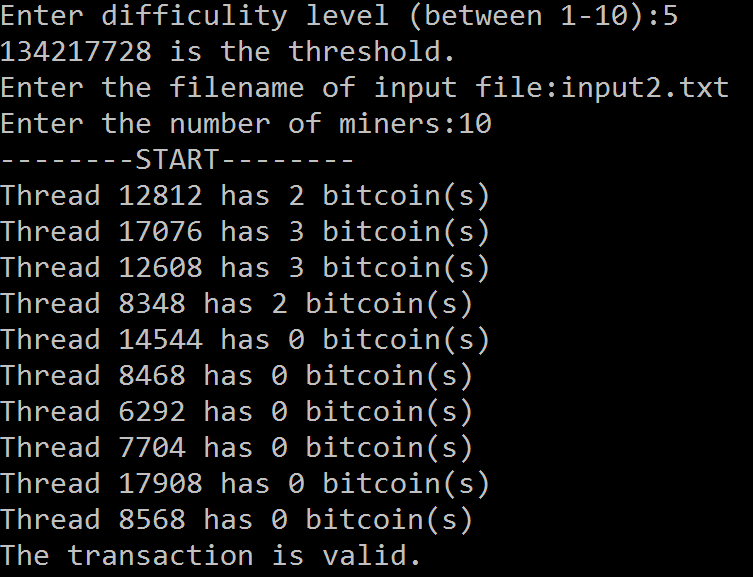 Enter difficulity level (between 1-10):5
134217728 is the threshold.
Enter the filename of input file:input2.txt
Enter the number of miners:10
--------START--------
Thread 12812 has 2 bitcoin(s)
Thread 17076 has 3 bitcoin(s)
Thread 12608 has 3 bitcoin(s)
Thread 8348 has 2 bitcoin(s)
Thread 14544 has 0 bitcoin(s)
Thread 8468 has 0 bitcoin(s)
Thread 6292 has 0 bitcoin(s)
Thread 7704 has 0 bitcoin(s)
Thread 17908 has 0 bitcoin(s)
Thread 8568 has 0 bitcoin(s)
The transaction is valid.